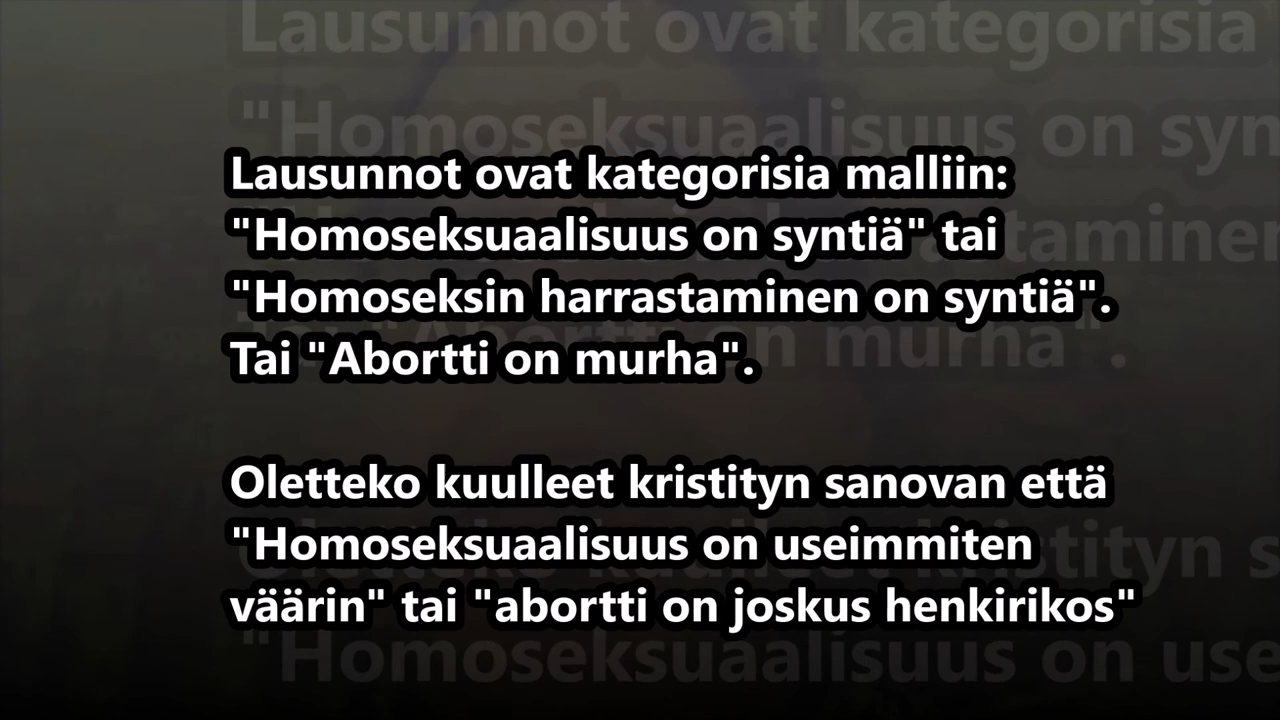 Lausunnot ovat kategorisia malliin:
"Homoseksuaalisuus on syntiä" tai
"Homoseksin harrastaminen on syntiä".
Tai "Abortti on murha".
Oletteko kuulleet kristityn sanovan että
"Homoseksuaalisuus on useimmiten
väärin" tai "abortti on joskus henkirikos"